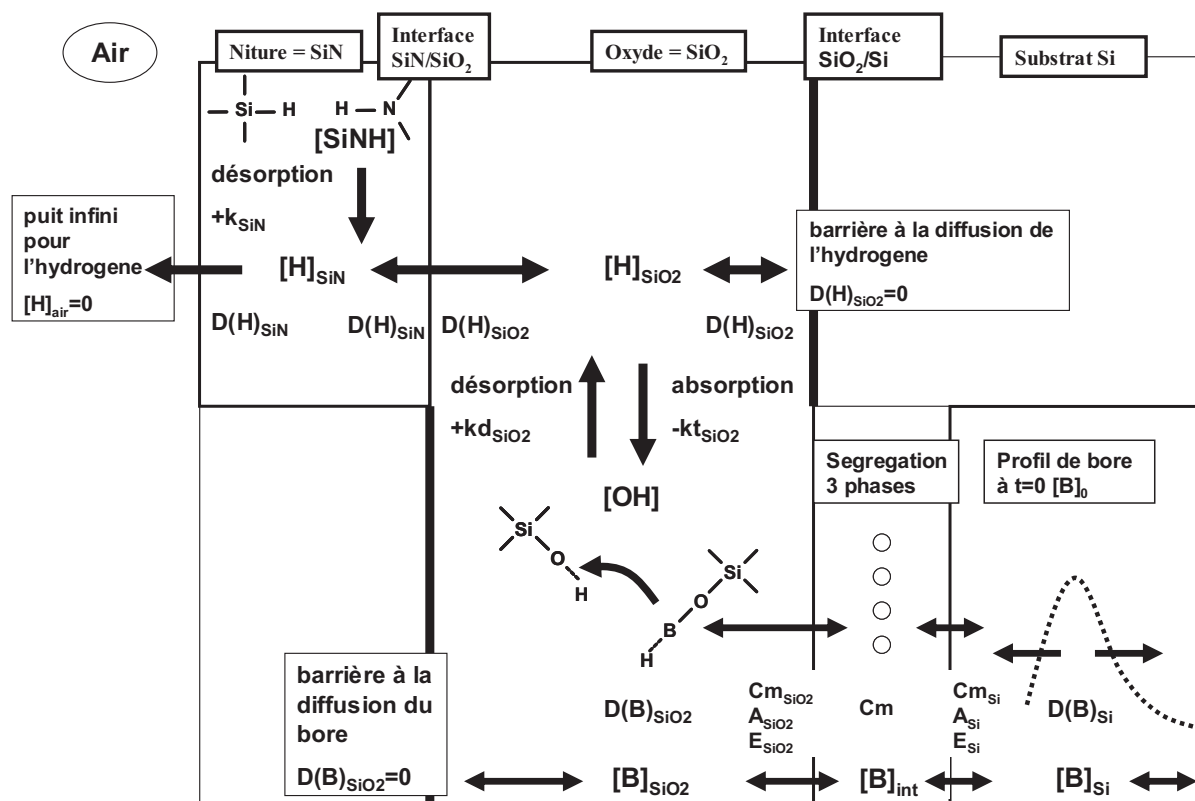 Air
Niture = SiN
Interface
SiN/SiO2
Oxyde = SiO2
Interface
SiO2/Si
Substrat Si
Si H
H N
[SiNH]
désorption
+kSiN
puit infini
pour
l'hydrogene
[H]air=0
[H]SiN
[H]SiO2
barrière à la diffusion de
l'hydrogene
D(H)SiO2=0
D(H)SiN
D(H)SiN
D(H)SiO2
D(H)SiO2
désorption
+kdSiO2
absorption
-ktSiO2
[OH]
Segregation
3 phases
Profil de bore
à t=0 [B]0
Si
O
H
Si
O
B
H
barrière à la
diffusion du
bore
D(B)SiO2=0
D(B)SiO2
CmSiO2
ASiO2
ESiO2
Cm
CmSi
ASi
ESi
D(B)Si
[B]SiO2
[B]int
[B]Si